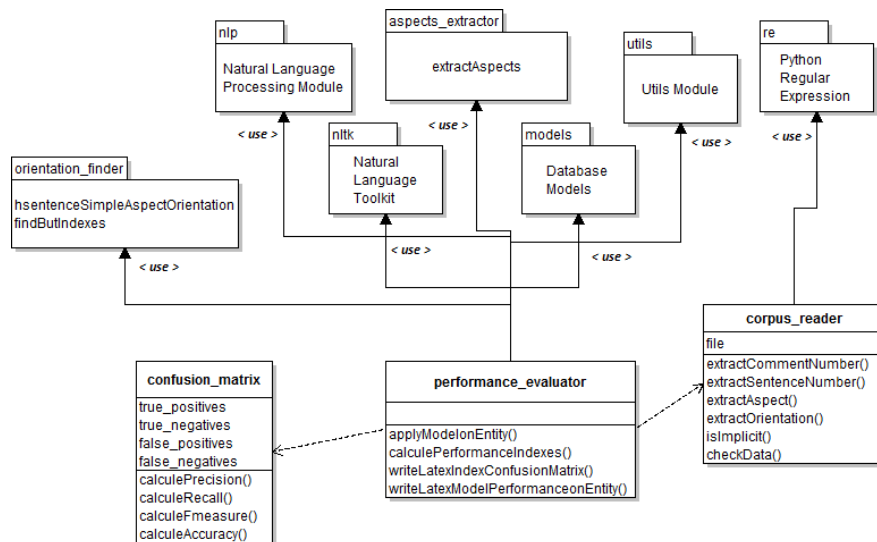 nlp
Natural Language
Processing Module
aspects_extractor
extractAspects
utils
Utils Module
re
Python
Regular
Expression
< use >
< use >
< use >
< use >
nltk
Natural
Language
Toolkit
models
Database
Models
orientation_finder
hsentenceSimpleAspectOrientation
findButIndexes
< use >
< use >
< use >
corpus_reader
file
extractCommentNumber()
extractSentenceNumber()
extractAspect()
extractOrientation()
isImplicit()
checkData()
confusion_matrix
true_positives
true_negatives
false_positives
false_negatives
calculePrecision()
calculeRecall()
calculeFmeasure()
calculeAccuracy()
performance_evaluator
applyModelonEntity()
calculePerformanceIndexes()
writeLatexIndexConfusionMatrix()
writeLatexModelPerformanceonEntity()